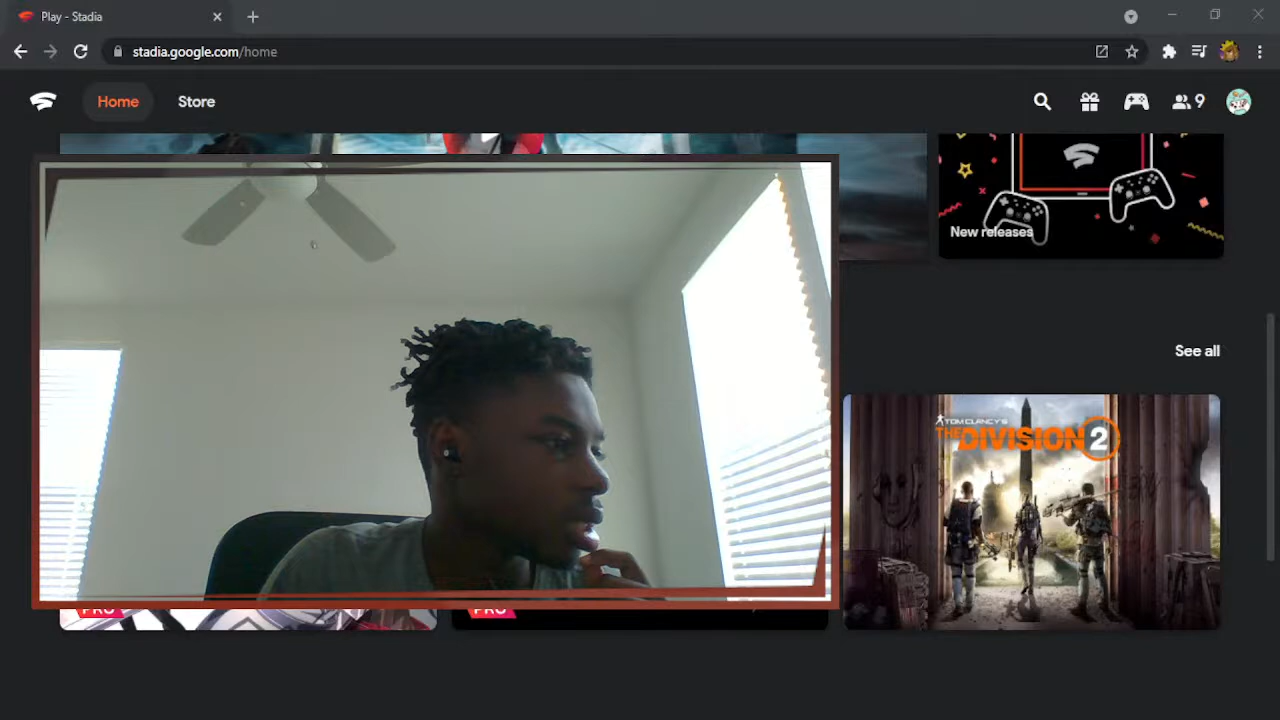 Play - Stadia
stadia.google.com/home
Home
Store
9
New releases
See all
TOM CLANCY'S
THE DIVISION 2
PRO
PRO